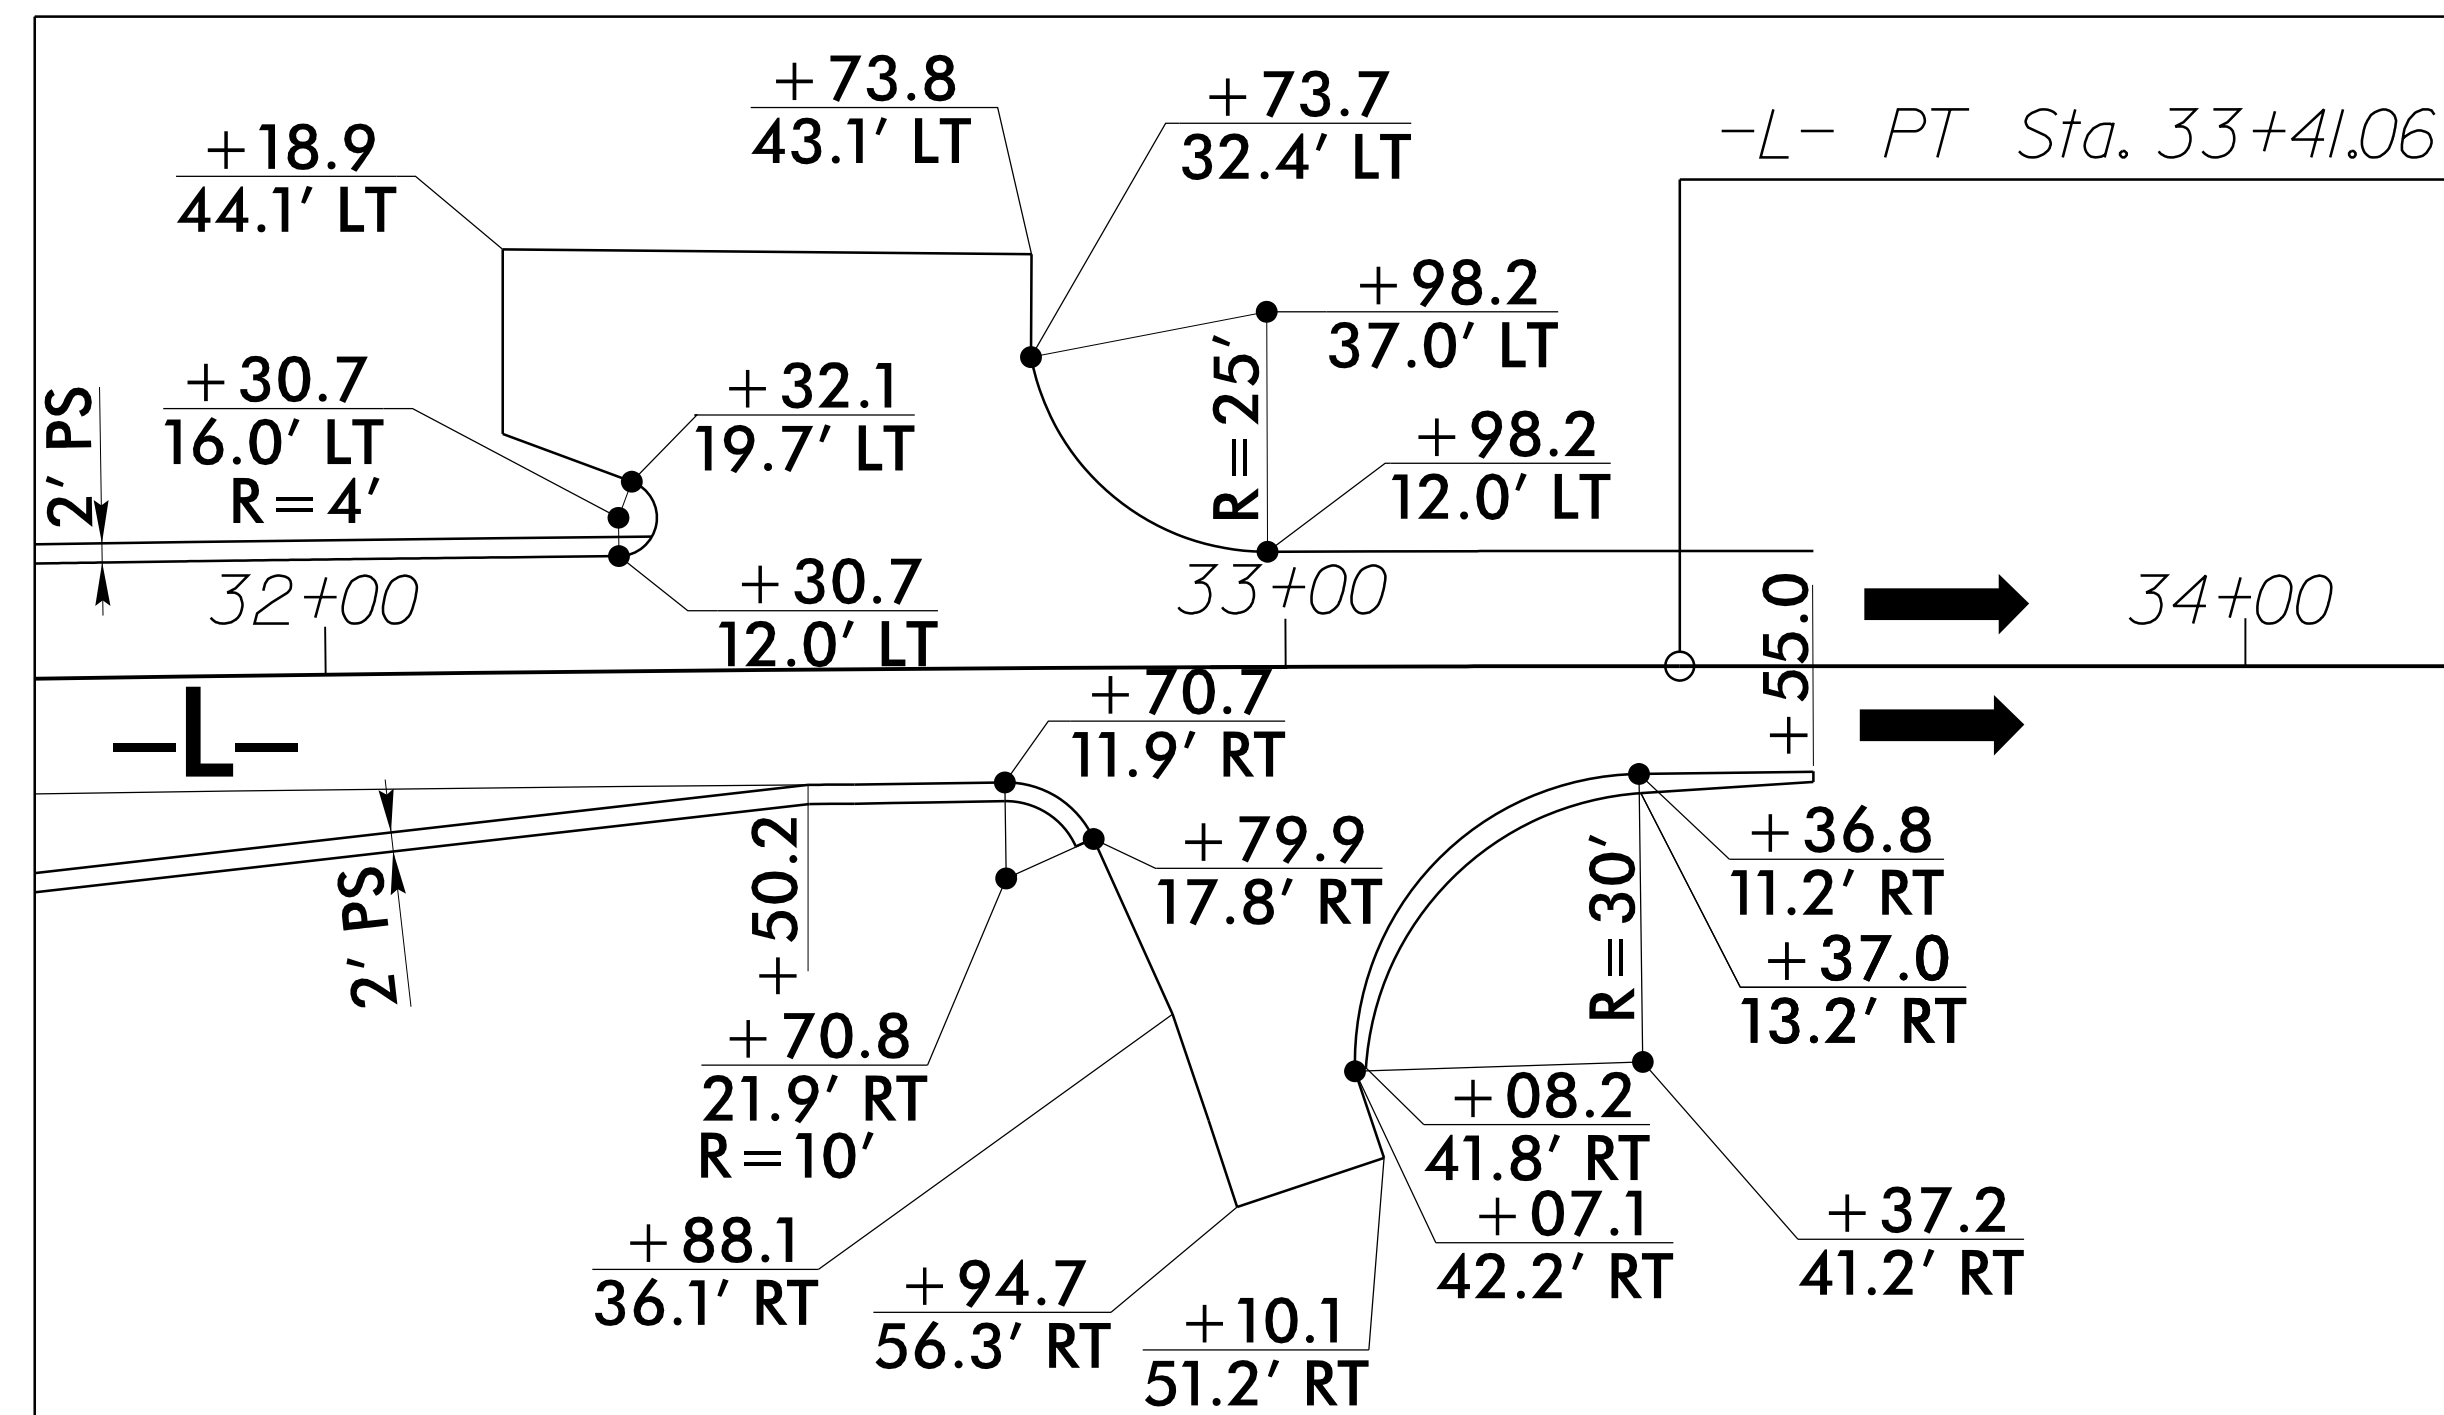 +73.8
43.1' LT
+73.7
32.4' LT
-L- PT Sta. 33+41.06
+18.9
44.1' LT
+98.2
37.0' LT
R=25'
+30.7
16.0' LT
R=4'
2' PS
+32.1
19.7' LT
+98.2
12.0' LT
+30.7
12.0' LT
32+00
33+00
34+00
+55.0
-L-
+70.7
11.9' RT
+79.9
17.8' RT
+50.2
2' PS
+36.8
11.2' RT
R=30'
+37.0
13.2' RT
+70.8
21.9' RT
R=10'
+08.2
41.8' RT
+07.1
42.2' RT
+37.2
41.2' RT
+88.1
36.1' RT
+94.7
56.3' RT
+10.1
51.2' RT